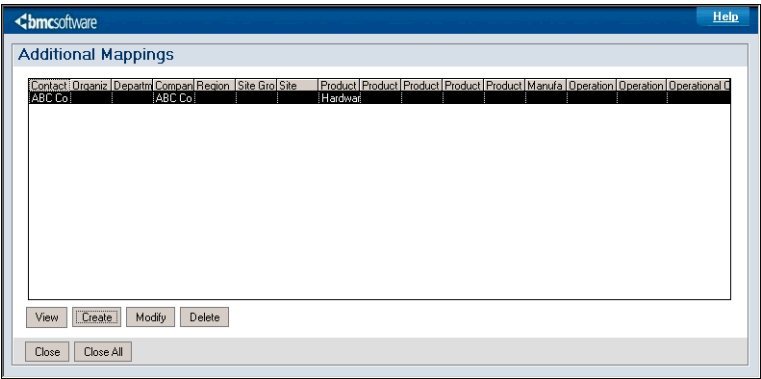 bmcsoftware
Help
Additional Mappings
Contact Organiz Departm Compan Region Site Gro Site Product Product Product Product Product Manufa Operation Operation Operational C
ABC Co ABC Co Hardwar
View Create Modify Delete
Close Close All